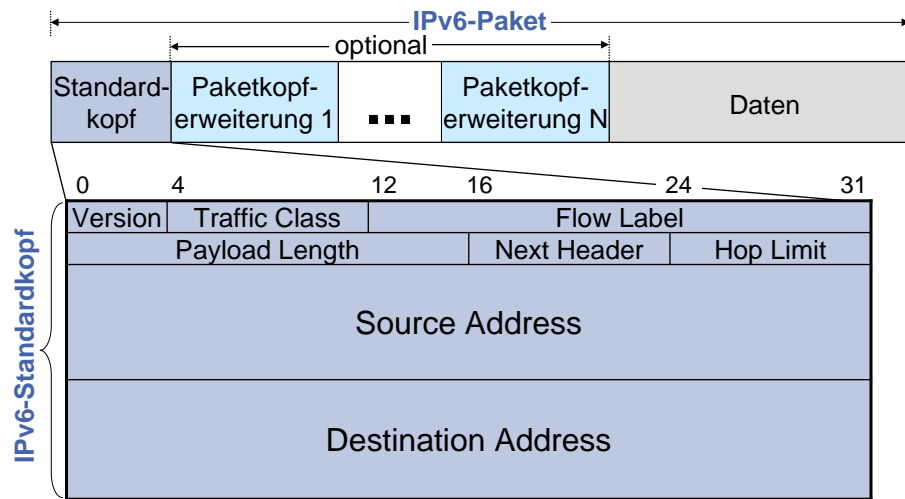 IPv6-Paket
optional
Standard-
kopf
Paketkopf-
erweiterung 1
...
Paketkopf-
erweiterung N
Daten
0 4 12 16 24 31
IPv6-Standardkopf
Version Traffic Class Flow Label
Payload Length Next Header Hop Limit
Source Address
Destination Address